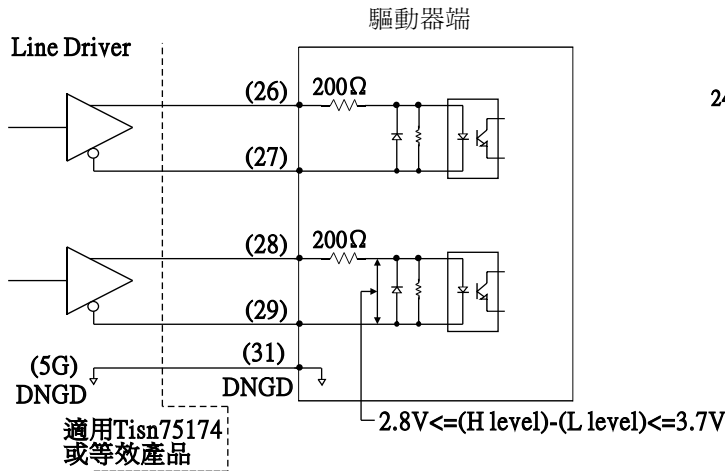 驅動器端
Line Driver
(26)
200Ω
24
(27)
(28)
200Ω
(29)
(5G)
DNGD
(31)
DNGD
2.8V<=(H level)-(L level)<=3.7V
適用Tisn75174
或等效產品